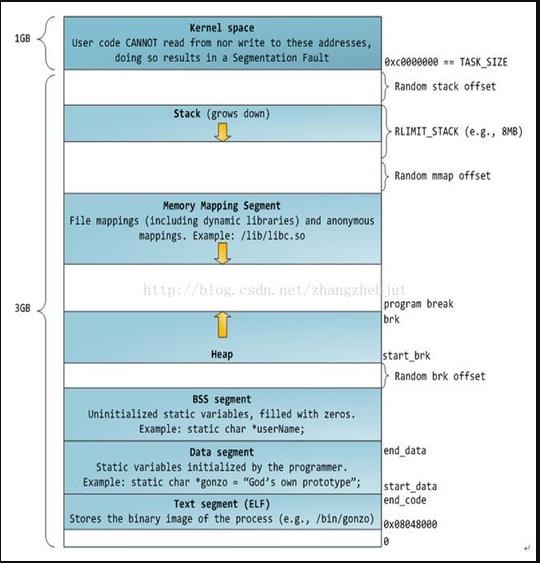 1GB
Kernel space
User code CANNOT read from nor write to these addresses,
doing so results in a Segmentation Fault
0xc0000000 == TASK_SIZE
Random stack offset
Stack (grows down)
RLIMIT_STACK (e.g., 8MB)
Random mmap offset
Memory Mapping Segment
File mappings (including dynamic libraries) and anonymous
mappings. Example: /lib/libc.so
http://blog.csdn.net/zhangzhebjut
3GB
program break
brk
Heap
start_brk
Random brk offset
BSS segment
Uninitialized static variables, filled with zeros.
Example: static char *userName;
Data segment
Static variables initialized by the programmer.
Example: static char *gonzo = “God’s own prototype”;
end_data
start_data
end_code
Text segment (ELF)
Stores the binary image of the process (e.g., /bin/gonzo)
0x08048000
0